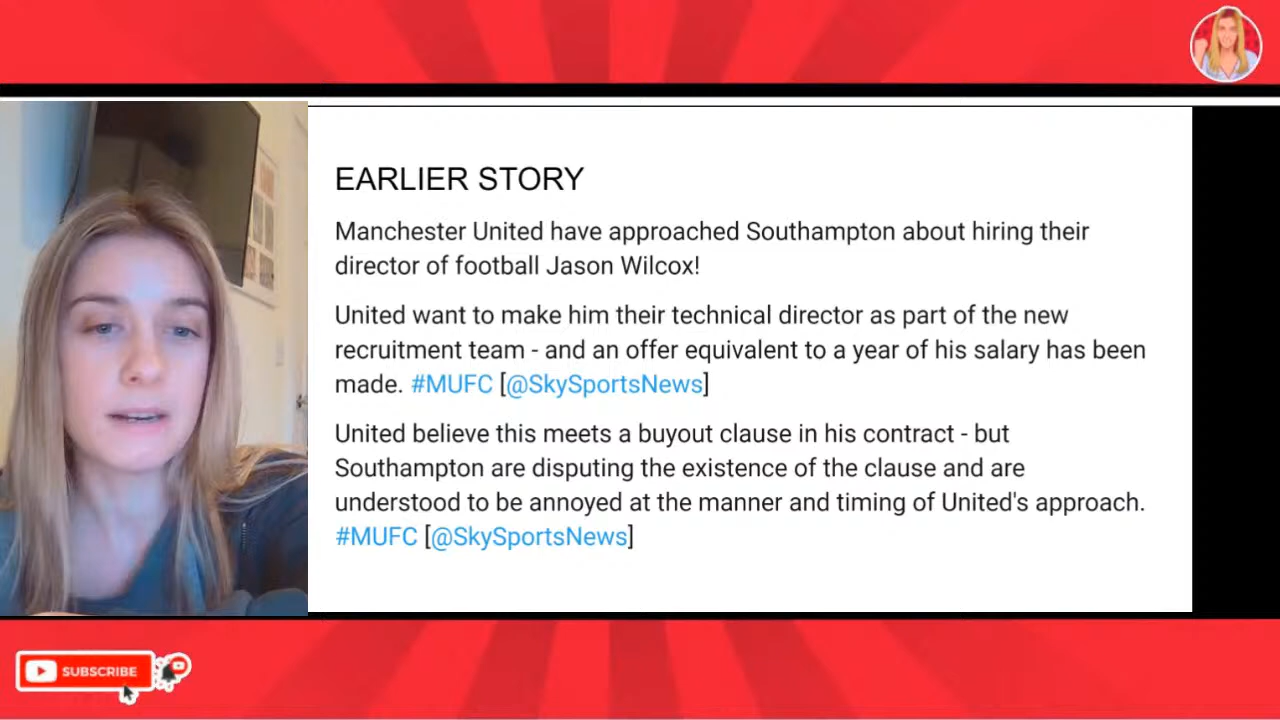 EARLIER STORY
Manchester United have approached Southampton about hiring their
director of football Jason Wilcox!
United want to make him their technical director as part of the new
recruitment team - and an offer equivalent to a year of his salary has been
made. #MUFC [@SkySportsNews]
United believe this meets a buyout clause in his contract - but
Southampton are disputing the existence of the clause and are
understood to be annoyed at the manner and timing of United's approach.
#MUFC [@SkySportsNews]
SUBSCRIBE